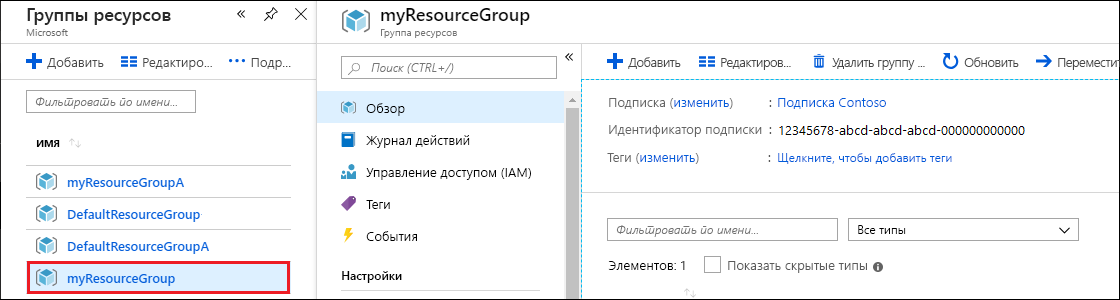 Группы ресурсов
Microsoft
Добавить
Редактиро...
Подр...
Фильтровать по имени...
ИМЯ
myResourceGroupA
DefaultResourceGroup
DefaultResourceGroupA
myResourceGroup
myResourceGroup
Группа ресурсов
Поиск (CTRL+/)
Обзор
Журнал действий
Управление доступом (IAM)
Теги
События
Настройки
Добавить
Редактиров...
Удалить группу ...
Обновить
Переместит
Подписка (изменить) : Подписка Contoso
Идентификатор подписки : 12345678-abcd-abcd-abcd-000000000000
Теги (изменить) : Щелкните, чтобы добавить теги
Фильтровать по имени...
Все типы
Элементов: 1 Показать скрытые типы